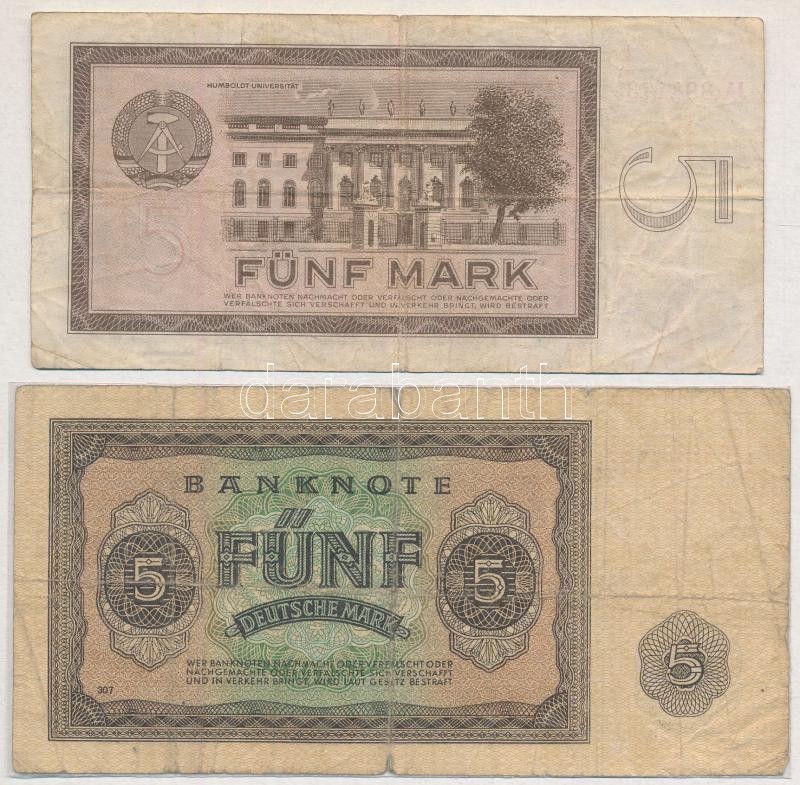 HUMBOLDT-UNIVERSITÄT
5
5
FÜNF MARK
WER BANKNOTEN NACHMACHT ODER VERFÄLSCHT ODER NACHGEMACHTE ODER
VERFÄLSCHTE SICH VERSCHAFFT UND IN VERKEHR BRINGT, WIRD BESTRAFT
darabanth
BANKNOTE
5 FÜNF 5
DEUTSCHE MARK
5
WER BANKNOTEN NACHMACHT ODER VERFÄLSCHT ODER
NACHGEMACHTE ODER VERFÄLSCHTE SICH VERSCHAFFT
UND IN VERKEHR BRINGT, WIRD LAUT GESETZ BESTRAFT
307